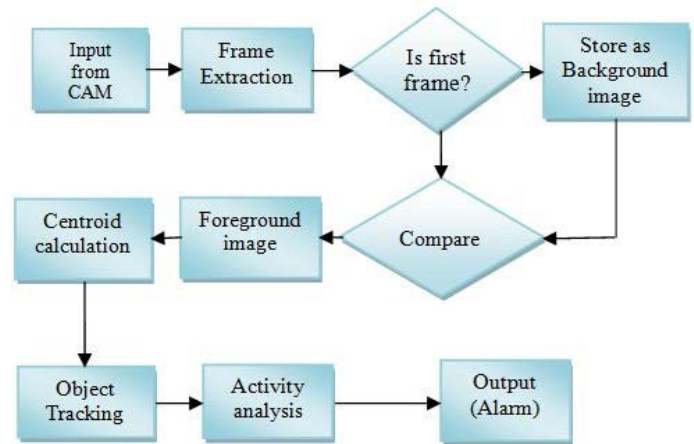 Input
from
CAM
Frame
Extraction
Is first
frame?
Store as
Background
image
Compare
Foreground
image
Centroid
calculation
Object
Tracking
Activity
analysis
Output
(Alarm)